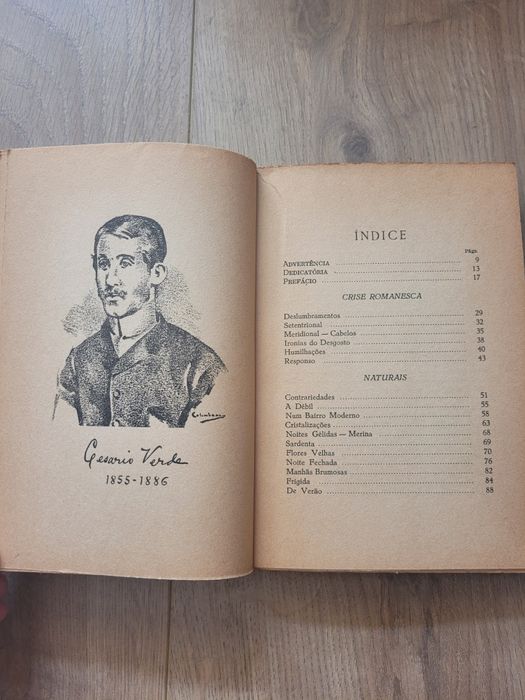 Cesario Verde
1855-1886
ÍNDICE
Págs.
ADVERTÊNCIA 9
DEDICATÓRIA 13
PREFÁCIO 17
CRISE ROMANESCA
Deslumbramentos 29
Setentrional 32
Meridional — Cabelos 35
Ironias do Desgosto 38
Humilhações 40
Responso 43
NATURAIS
Contrariedades 51
A Débil 55
Num Bairro Moderno 58
Cristalizações 63
Noites Gélidas — Merina 68
Sardenta 69
Flores Velhas 70
Noite Fechada 76
Manhãs Brumosas 82
Frígida 84
De Verão 88